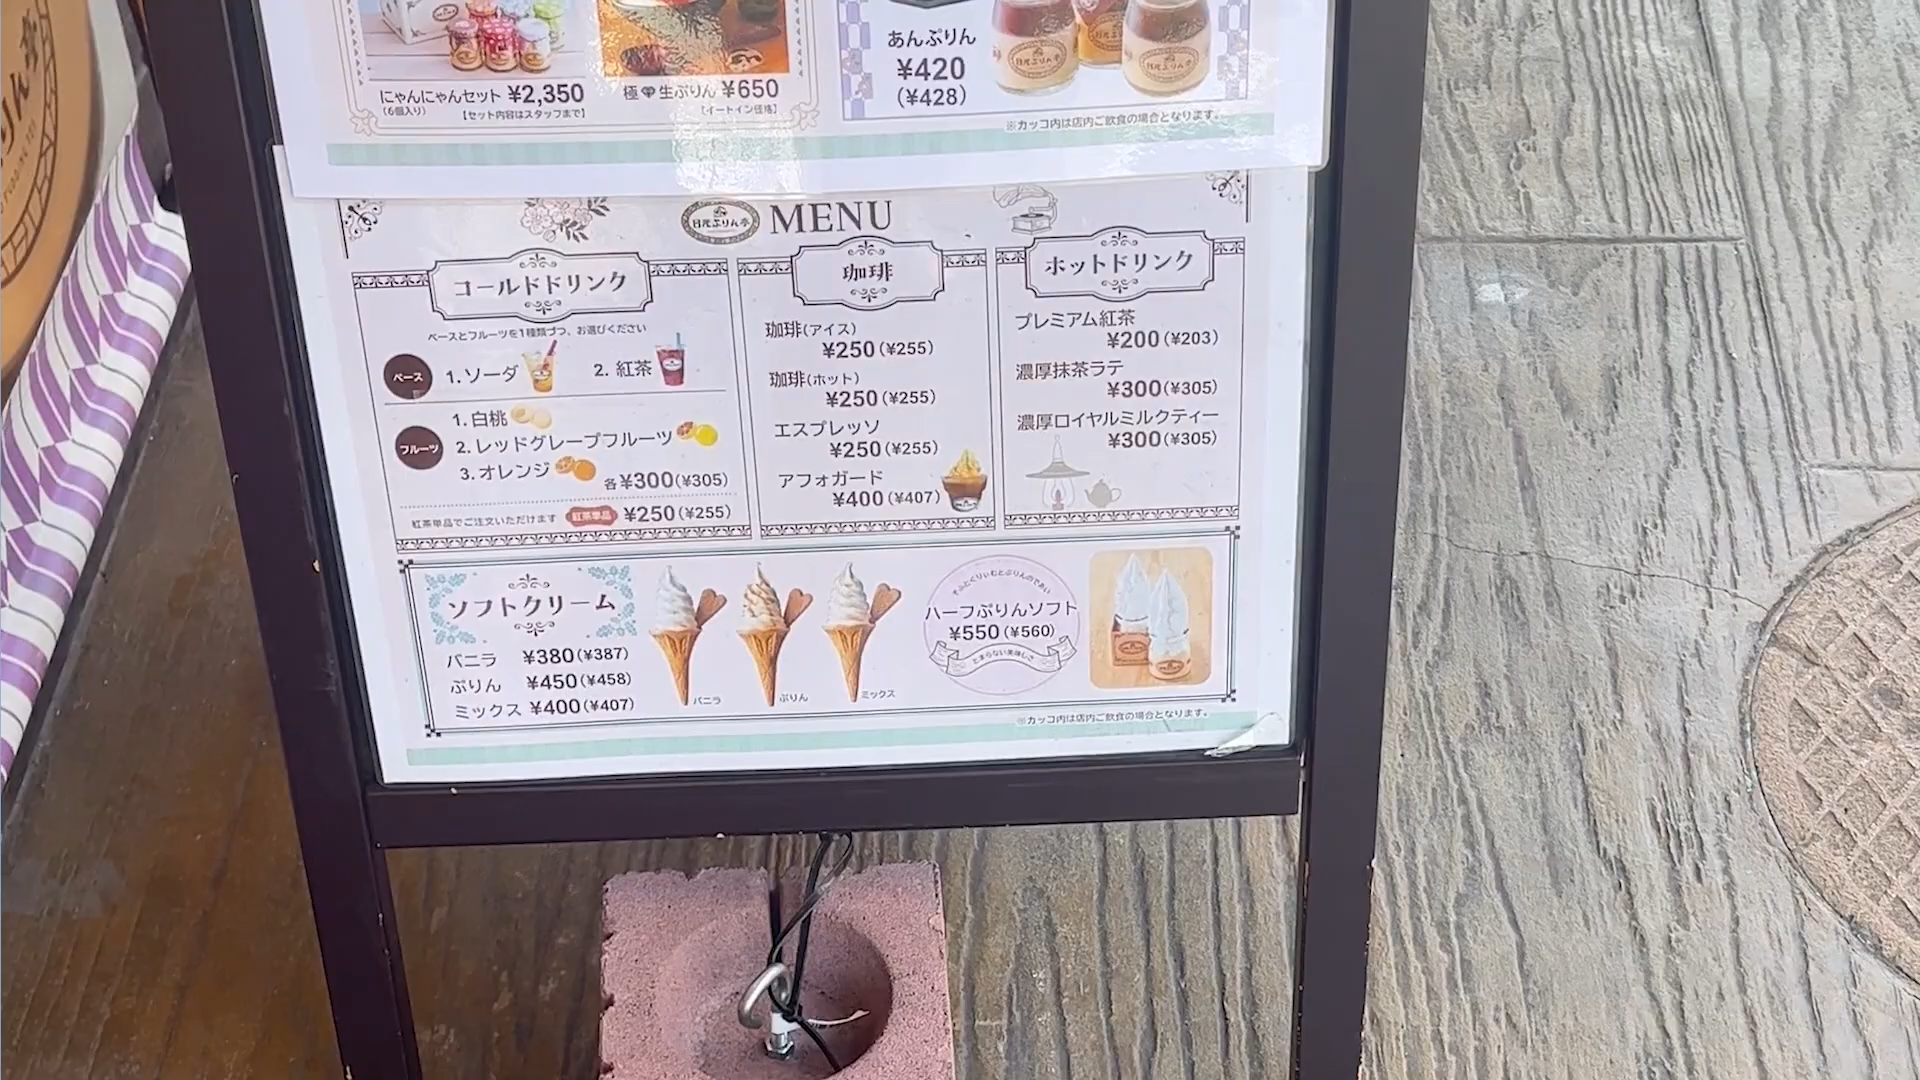 にゃんにゃんセット ¥2,350
(6個入り) 【セット内容はスタッフまで】
極 生ぷりん ¥650
【イートイン価格】
あんぷりん
¥420
(¥428)
※カッコ内は店内ご飲食の場合となります。
日光ぷりん亭 MENU
コールドドリンク
ベースとフルーツを1種類づつ、お選びください
ベース 1.ソーダ 2. 紅茶
フルーツ
1.白桃
2.レッドグレープフルーツ
3.オレンジ
各¥300(¥305)
紅茶単品でご注文いただけます 紅茶単品 ¥250(¥255)
珈琲
珈琲(アイス)
¥250(¥255)
珈琲(ホット)
¥250(¥255)
エスプレッソ
¥250(¥255)
アフォガード
¥400(¥407)
ホットドリンク
プレミアム紅茶
¥200(¥203)
濃厚抹茶ラテ
¥300(¥305)
濃厚ロイヤルミルクティー
¥300(¥305)
ソフトクリーム
バニラ ¥380(¥387)
ぷりん ¥450(¥458)
ミックス ¥400(¥407)
バニラ
ぷりん
ミックス
そふとくりぃむとぷりんのであい
ハーフぷりんソフト
¥550(¥560)
とまらない美味しさ
※カッコ内は店内ご飲食の場合となります。